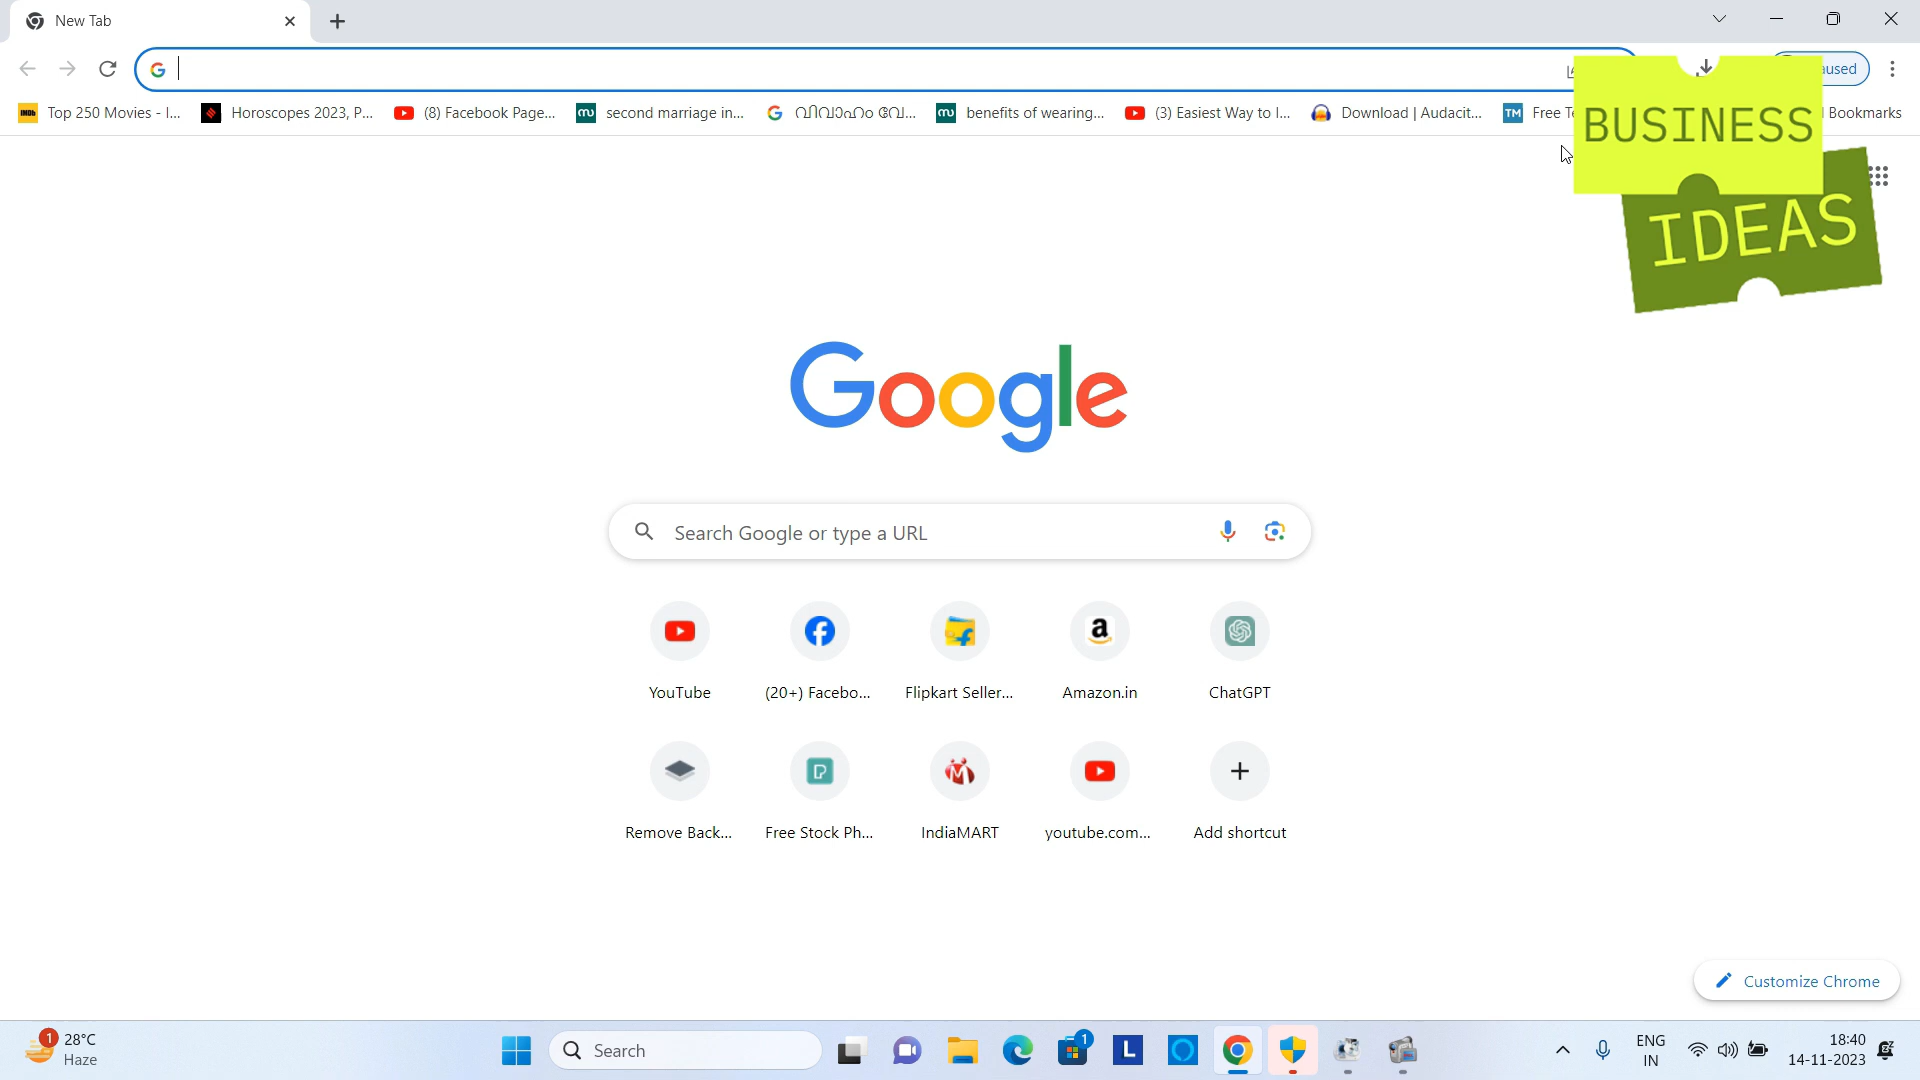 New Tab
aused
Top 250 Movies - I... Horoscopes 2023, P... (8) Facebook Page... second marriage in... benefits of wearing... (3) Easiest Way to I... Download | Audacit... Free Bookmarks
BUSINESS
IDEAS
Google
Search Google or type a URL
YouTube (20+) Facebo... Flipkart Seller... Amazon.in ChatGPT
Remove Back... Free Stock Ph... IndiaMART youtube.com... Add shortcut
Customize Chrome
1 28°C
Haze
Search
1
ENG
IN
18:40
14-11-2023